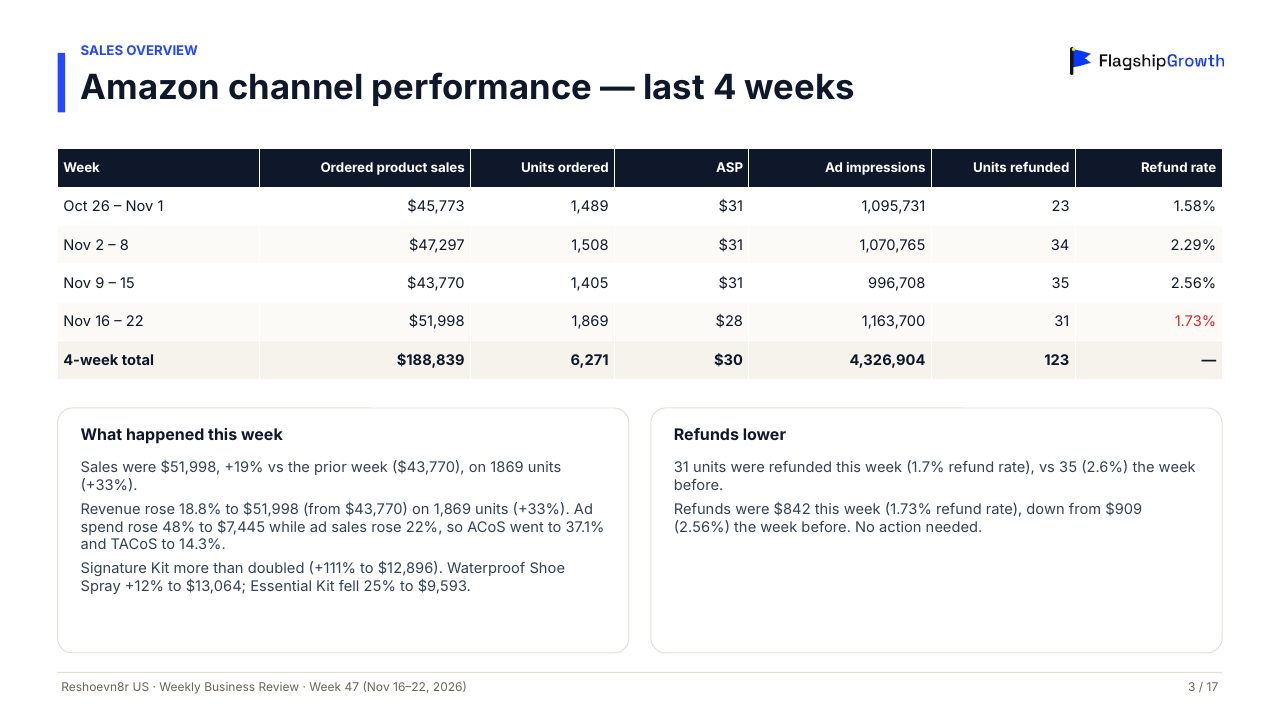 SALES OVERVIEW
Amazon channel performance — last 4 weeks
FlagshipGrowth
Week Ordered product sales Units ordered ASP Ad impressions Units refunded Refund rate
Oct 26 – Nov 1 $45,773 1,489 $31 1,095,731 23 1.58%
Nov 2 – 8 $47,297 1,508 $31 1,070,765 34 2.29%
Nov 9 – 15 $43,770 1,405 $31 996,708 35 2.56%
Nov 16 – 22 $51,998 1,869 $28 1,163,700 31 1.73%
4-week total $188,839 6,271 $30 4,326,904 123 —
What happened this week
Sales were $51,998, +19% vs the prior week ($43,770), on 1869 units
(+33%).
Revenue rose 18.8% to $51,998 (from $43,770) on 1,869 units (+33%). Ad
spend rose 48% to $7,445 while ad sales rose 22%, so ACoS went to 37.1%
and TACoS to 14.3%.
Signature Kit more than doubled (+111% to $12,896). Waterproof Shoe
Spray +12% to $13,064; Essential Kit fell 25% to $9,593.
Refunds lower
31 units were refunded this week (1.7% refund rate), vs 35 (2.6%) the week
before.
Refunds were $842 this week (1.73% refund rate), down from $909
(2.56%) the week before. No action needed.
Reshoevn8r US · Weekly Business Review · Week 47 (Nov 16–22, 2026)
3 / 17